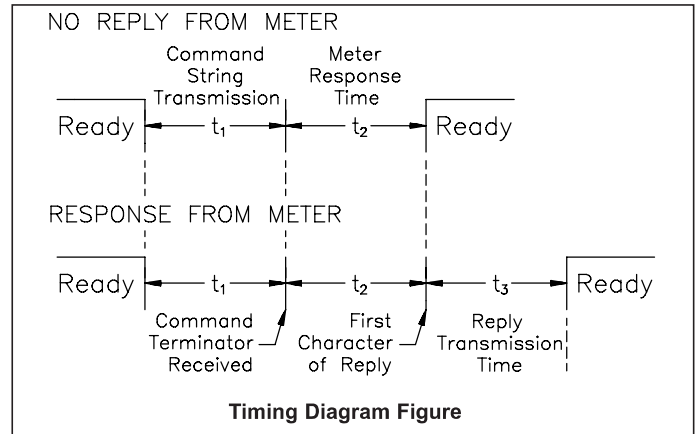 NO REPLY FROM METER
Command
String
Transmission
Meter
Response
Time
Ready
t₁
t₂
Ready
RESPONSE FROM METER
Ready
t₁
t₂
t₃
Ready
Command
Terminator
Received
First
Character
of Reply
Reply
Transmission
Time
Timing Diagram Figure